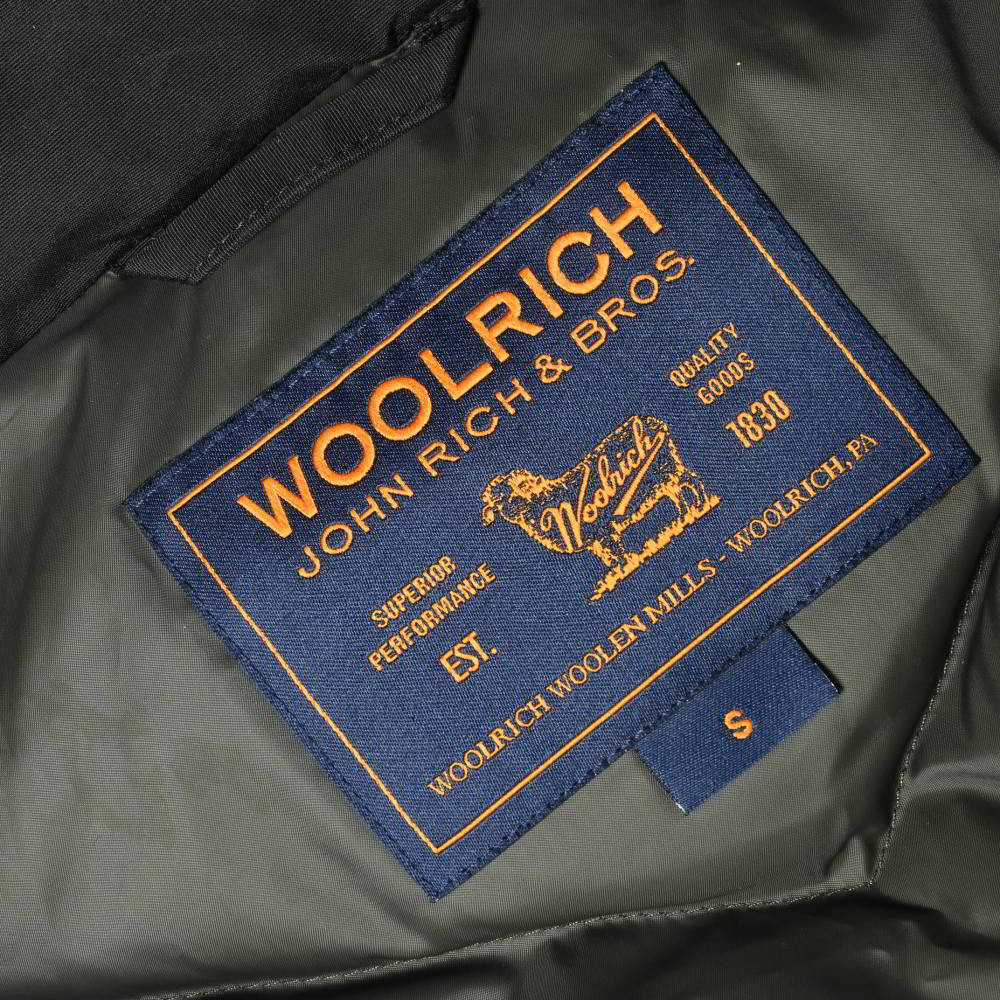 WOOLRICH
JOHN RICH & BROS.
SUPERIOR
PERFORMANCE
EST.
Woolrich
QUALITY
GOODS
1830
WOOLRICH WOOLEN MILLS - WOOLRICH, PA
S